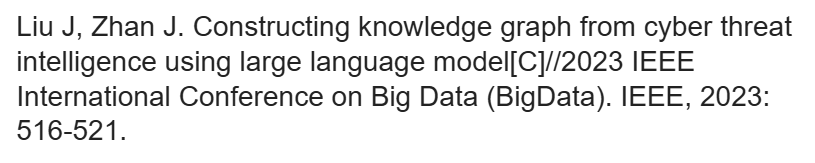 Liu J, Zhan J. Constructing knowledge graph from cyber threat
intelligence using large language model[C]//2023 IEEE
International Conference on Big Data (BigData). IEEE, 2023:
516-521.